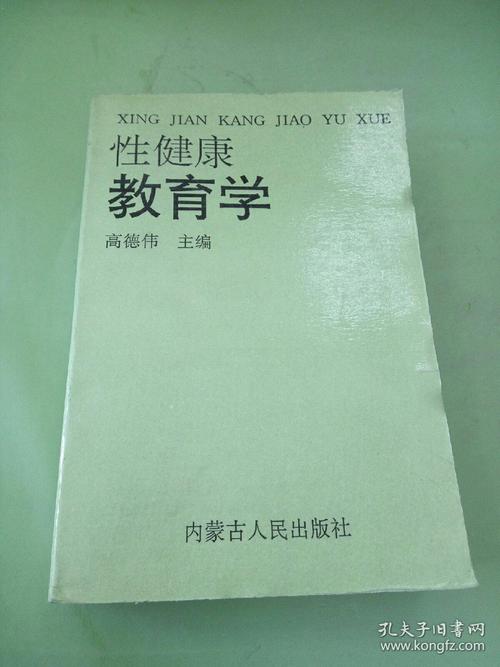 XING JIAN KANG JIAO YU XUE
性健康
教育学
高德伟 主编
内蒙古人民出版社
孔夫子旧书网
www.kongfz.com